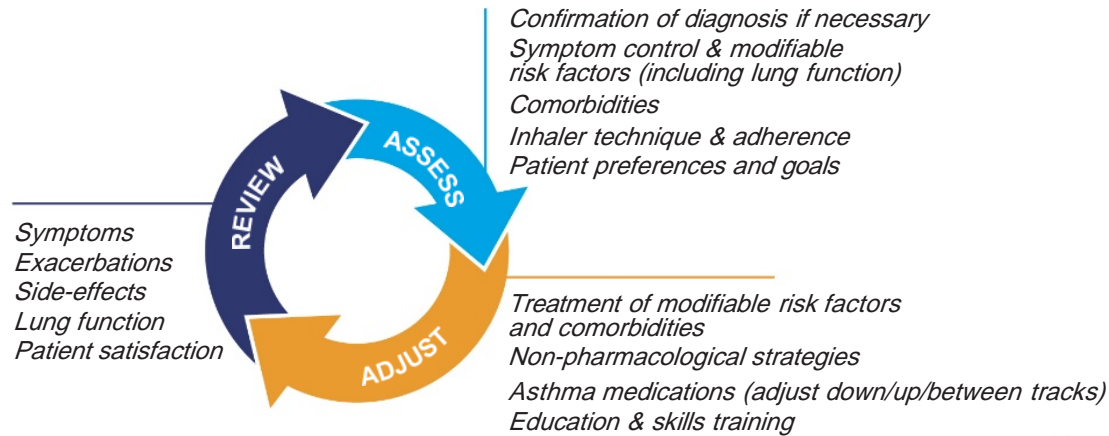 Confirmation of diagnosis if necessary
Symptom control & modifiable
risk factors (including lung function)
Comorbidities
Inhaler technique & adherence
Patient preferences and goals
ASSESS
REVIEW
Symptoms
Exacerbations
Side-effects
Lung function
Patient satisfaction
ADJUST
Treatment of modifiable risk factors
and comorbidities
Non-pharmacological strategies
Asthma medications (adjust down/up/between tracks)
Education & skills training